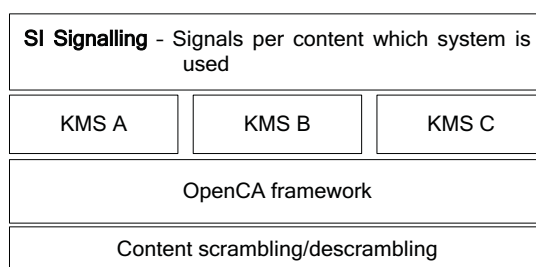 SI Signalling - Signals per content which system is
used
KMS A KMS B KMS C
OpenCA framework
Content scrambling/descrambling